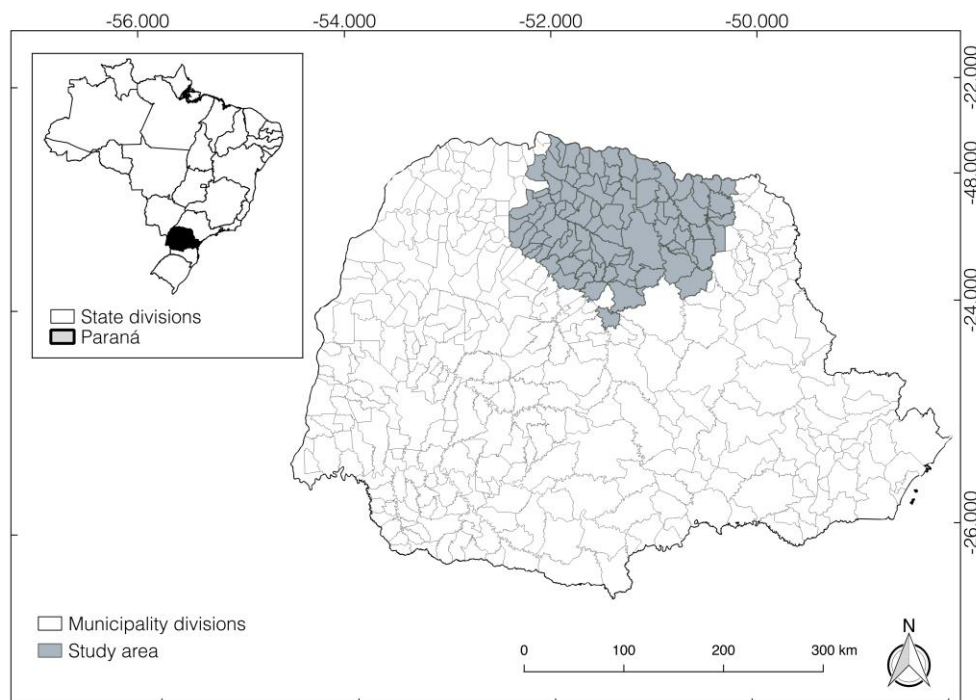 -56.000
-54.000
-52.000
-50.000
-22.000
-48.000
-24.000
-26.000
State divisions
Paraná
Municipality divisions
Study area
0 100 200 300 km
N